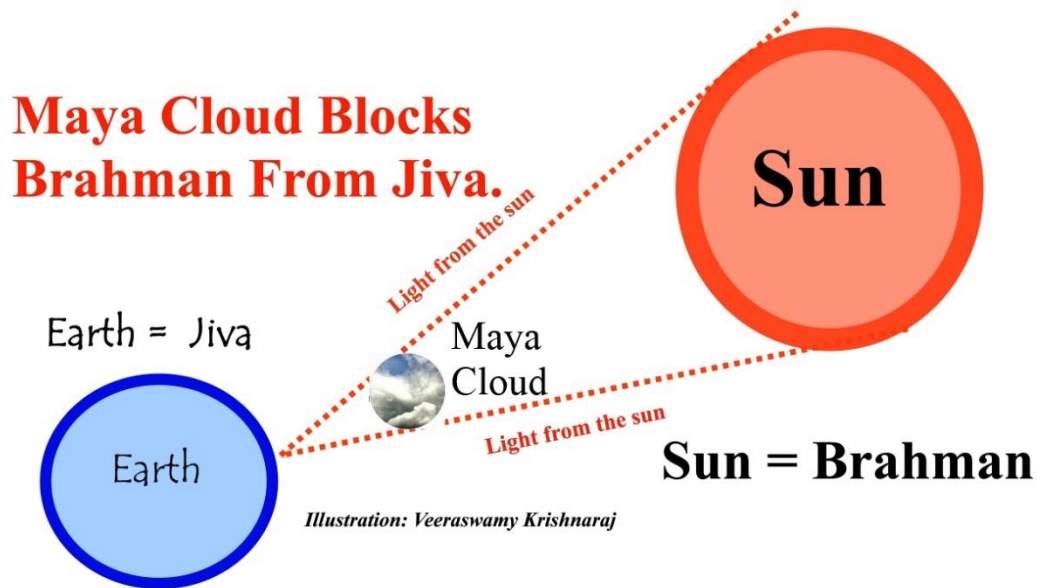 Maya Cloud Blocks
Brahman From Jiva.
Sun
Light from the sun
Earth = Jiva
Maya
Cloud
Light from the sun
Earth
Sun = Brahman
Illustration: Veeraswamy Krishnaraj